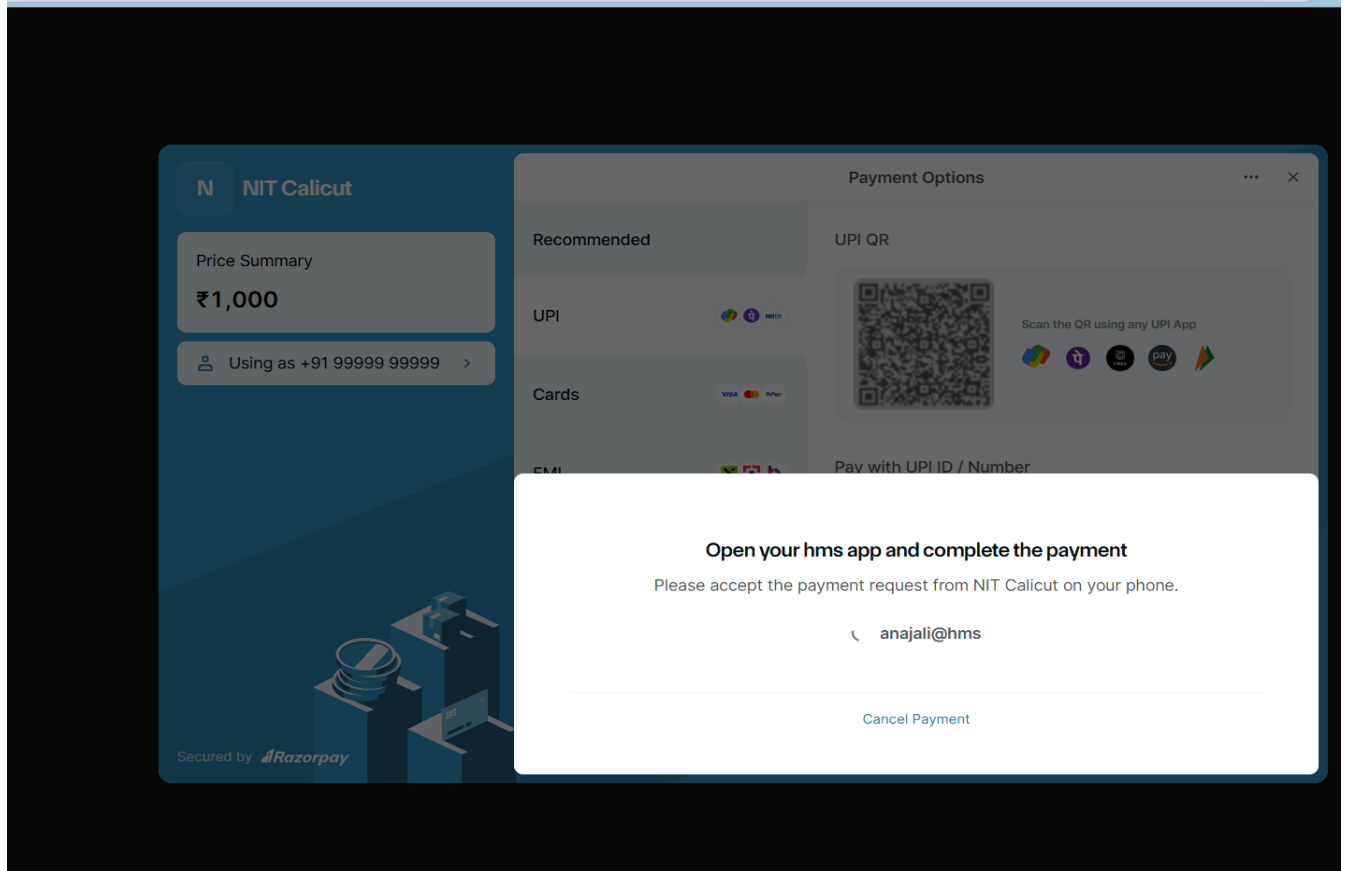 N NIT Calicut
Price Summary
₹1,000
Using as +91 99999 99999
Secured by Razorpay
Payment Options
Recommended
UPI
Cards
VISA
EMI
UPI QR
Scan the QR using any UPI App
pay
Pay with UPI ID / Number
Open your hms app and complete the payment
Please accept the payment request from NIT Calicut on your phone.
anajali@hms
Cancel Payment